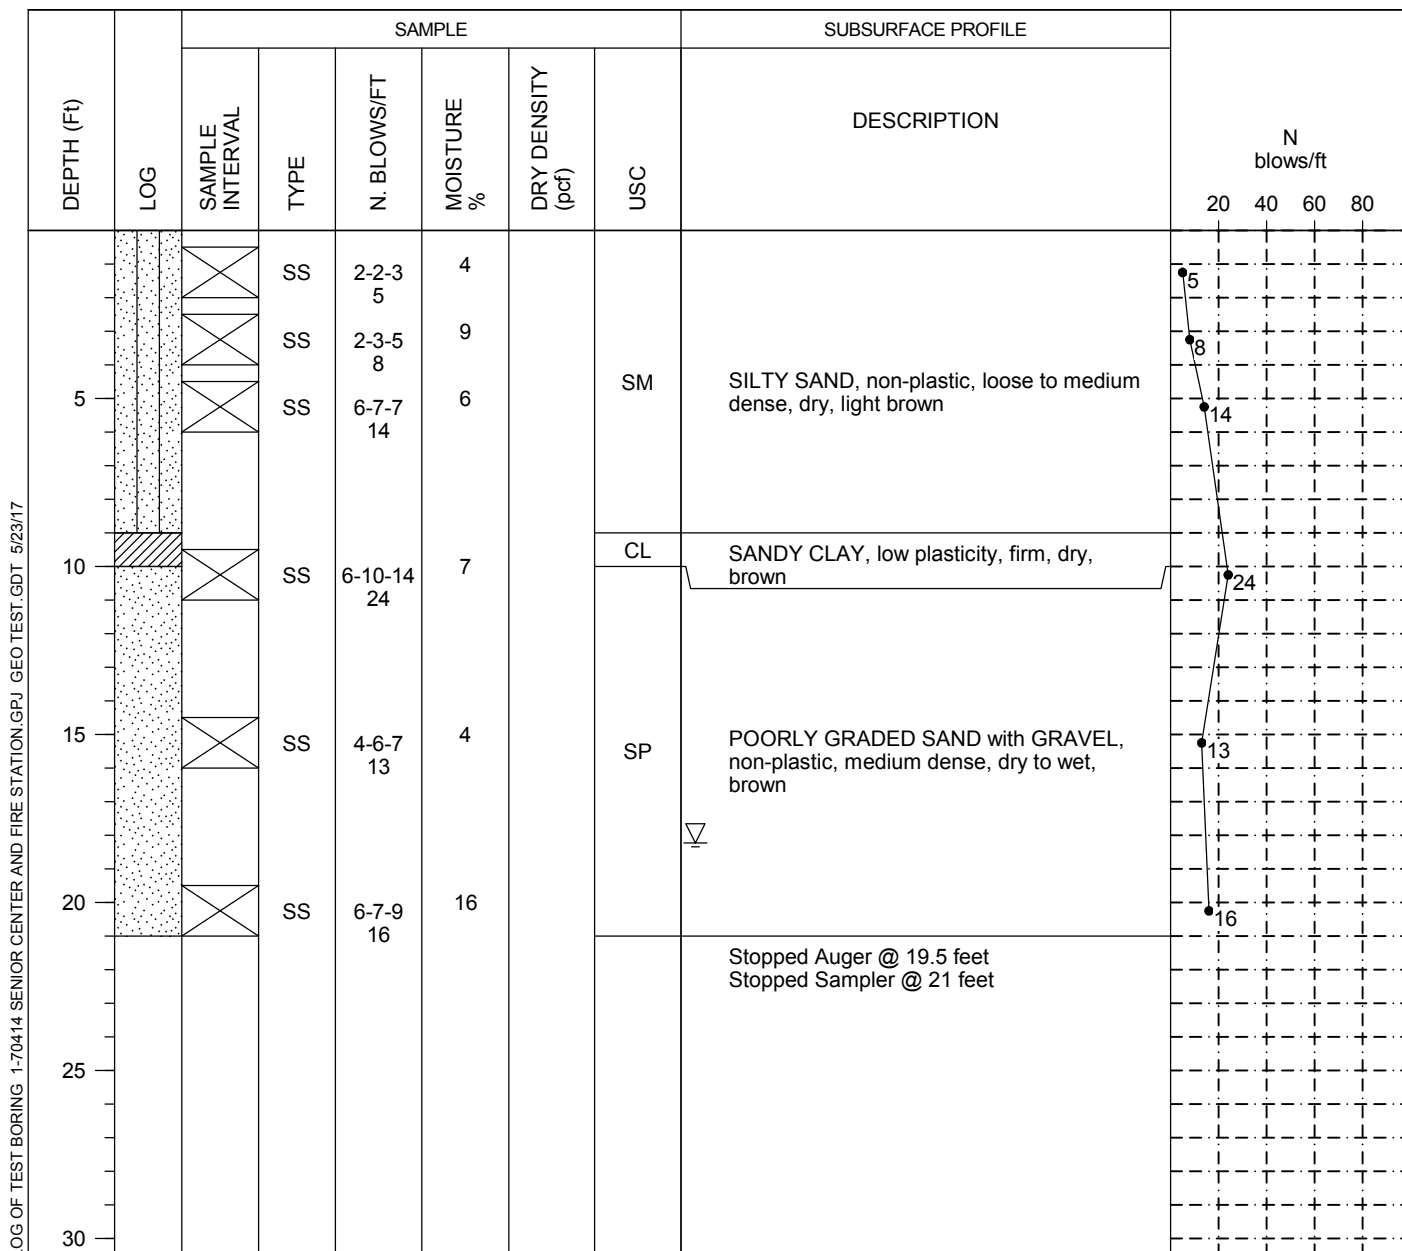 SAMPLE
SUBSURFACE PROFILE
DEPTH (Ft)
LOG
SAMPLE
INTERVAL
TYPE
N. BLOWS/FT
MOISTURE
%
DRY DENSITY
(pcf)
USC
DESCRIPTION
N
blows/ft
20 40 60 80
SS 2-2-3 4
5
5
SS 2-3-5 9
8
8
5
SS 6-7-7 6
14
SM
SILTY SAND, non-plastic, loose to medium
dense, dry, light brown
14
CL
SANDY CLAY, low plasticity, firm, dry,
brown
10
SS 6-10-14 7
24
24
15
SS 4-6-7 4
13
SP
POORLY GRADED SAND with GRAVEL,
non-plastic, medium dense, dry to wet,
brown
13
20
SS 6-7-9 16
16
16
Stopped Auger @ 19.5 feet
Stopped Sampler @ 21 feet
25
30
LOG OF TEST BORING 1-70414 SENIOR CENTER AND FIRE STATION.GPJ GEO TEST.GDT 5/23/17